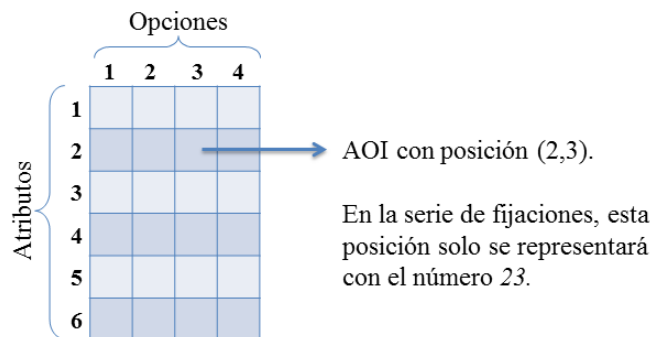 Opciones
1 2 3 4
1
2
3
4
5
6
Atributos
AOI con posición (2,3).
En la serie de fijaciones, esta
posición solo se representará
con el número 23.